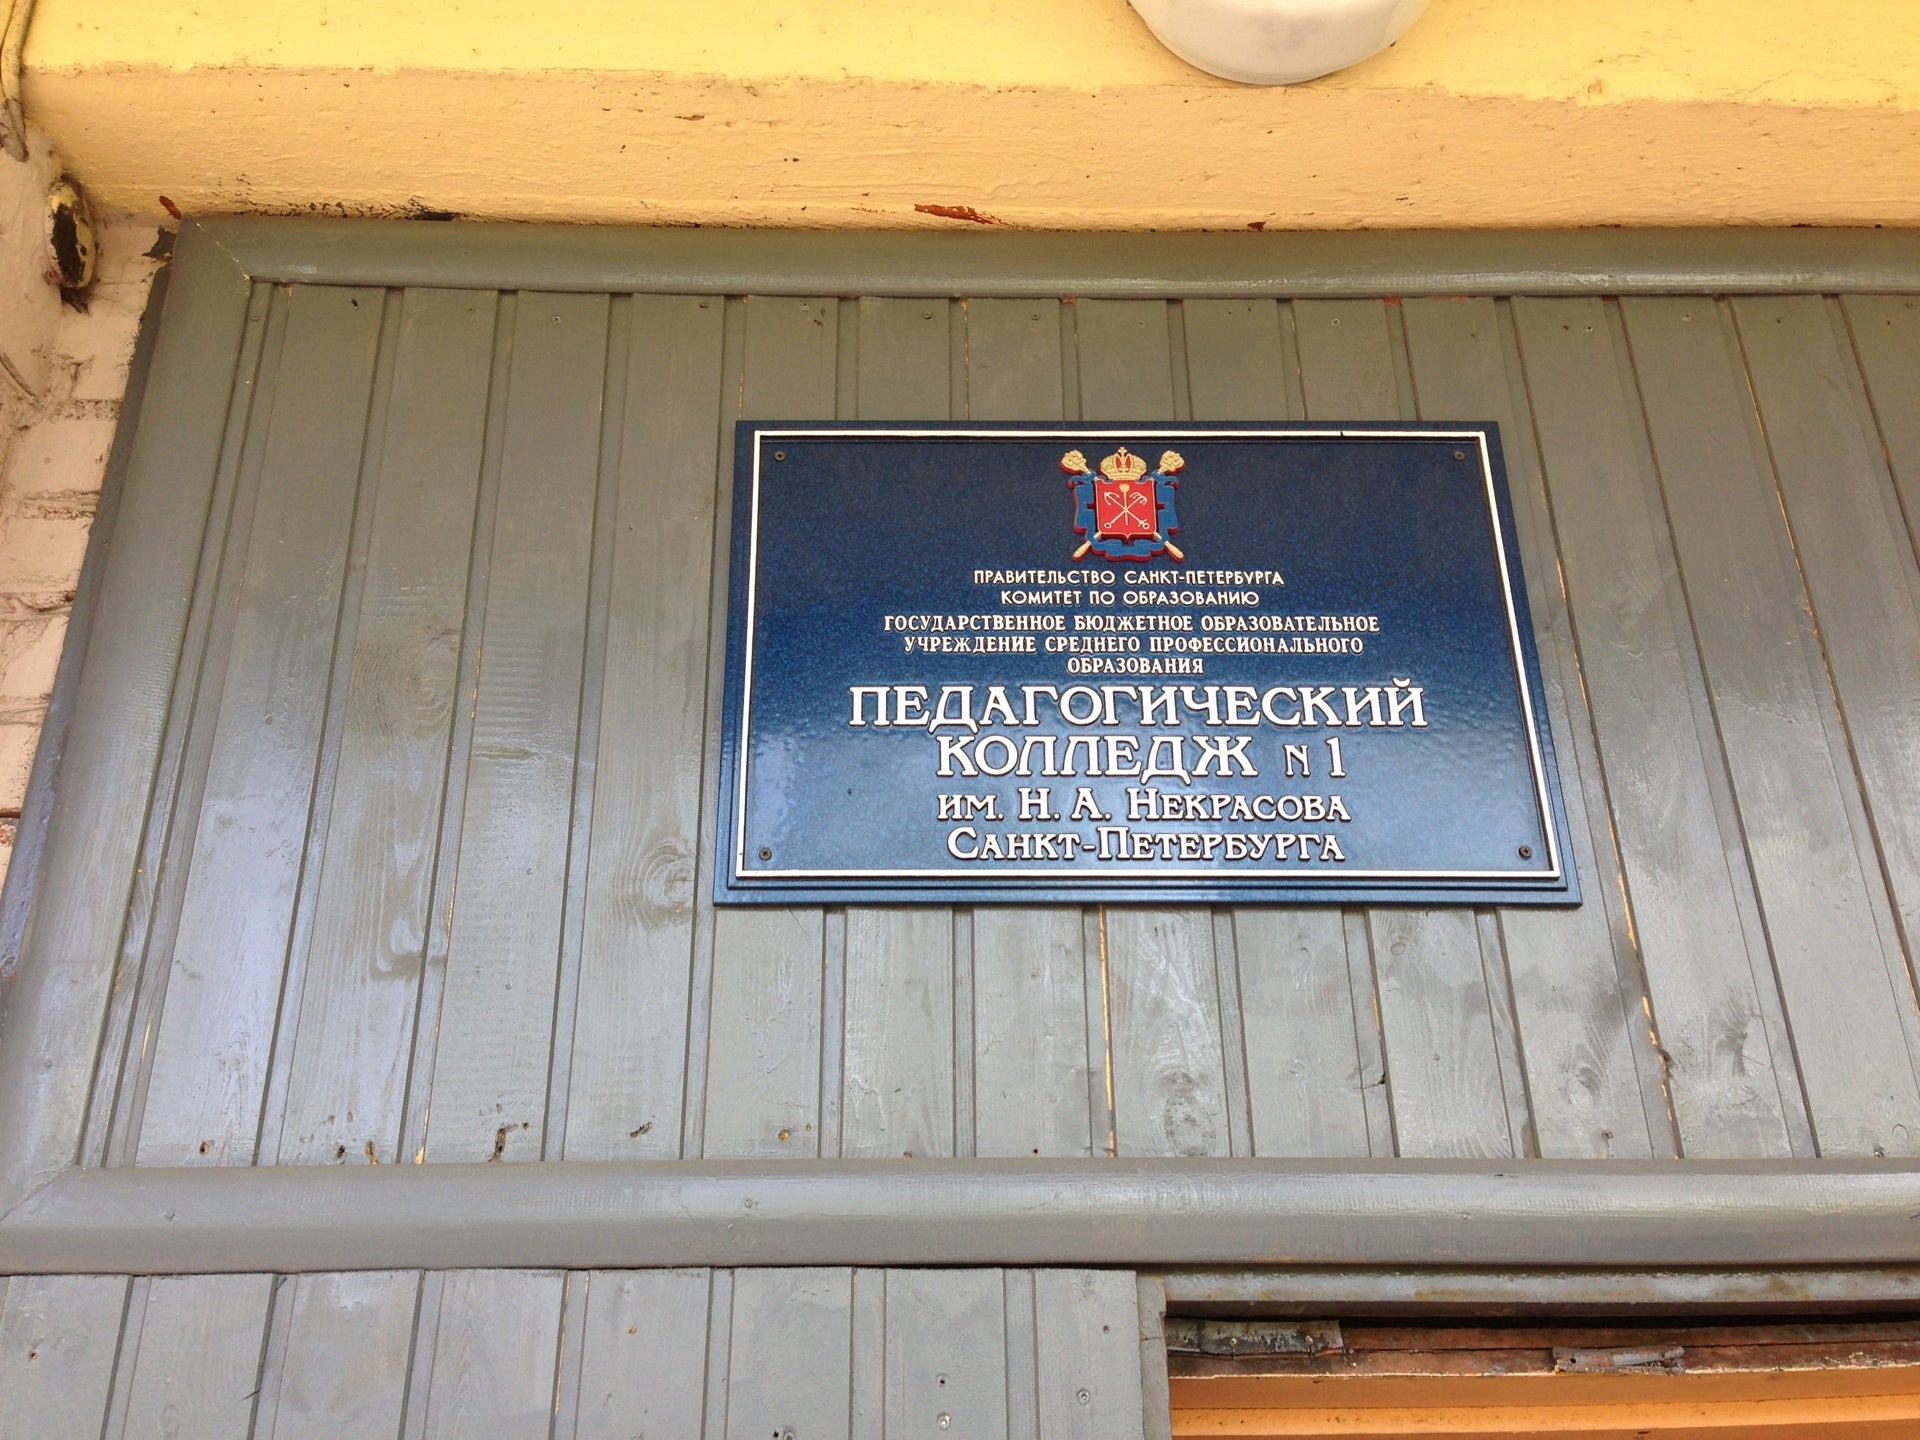 ПРАВИТЕЛЬСТВО САНКТ-ПЕТЕРБУРГА
КОМИТЕТ ПО ОБРАЗОВАНИЮ
ГОСУДАРСТВЕННОЕ БЮДЖЕТНОЕ ОБРАЗОВАТЕЛЬНОЕ
УЧРЕЖДЕНИЕ СРЕДНЕГО ПРОФЕССИОНАЛЬНОГО
ОБРАЗОВАНИЯ
ПЕДАГОГИЧЕСКИЙ
КОЛЛЕДЖ N 1
ИМ. Н. А. НЕКРАСОВА
САНКТ-ПЕТЕРБУРГА